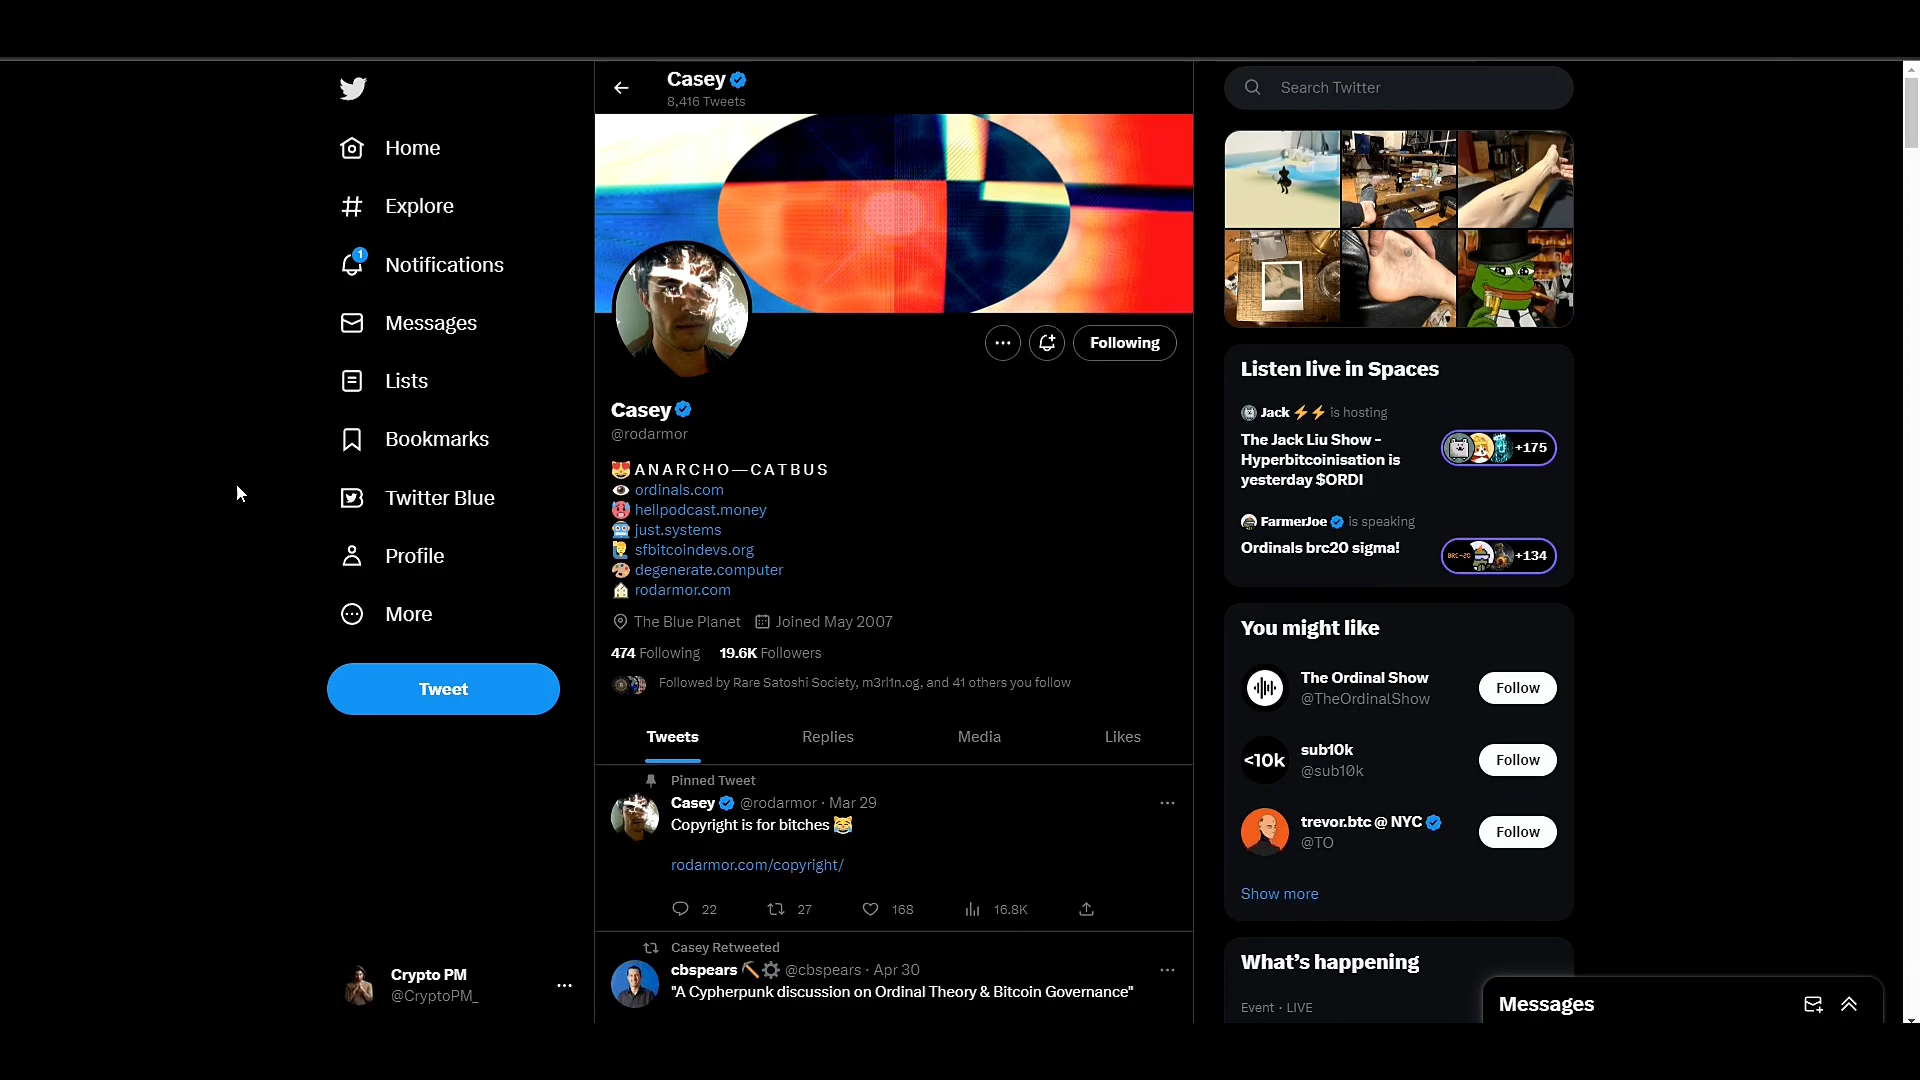 Home
Explore
1
Notifications
Messages
Lists
Bookmarks
Twitter Blue
Profile
More
Tweet
Crypto PM
@CryptoPM_
Casey
8,416 Tweets
Following
Casey
@rodarmor
😻 A N A R C H O — C A T B U S
👁️ ordinals.com
🥵 hellpodcast.money
🤖 just.systems
🙋 sfbitcoindevs.org
🎨 degenerate.computer
🏠 rodarmor.com
The Blue Planet Joined May 2007
474 Following 19.6K Followers
Followed by Rare Satoshi Society, m3rl1n.og, and 41 others you follow
Tweets Replies Media Likes
Pinned Tweet
Casey @rodarmor · Mar 29
Copyright is for bitches 😹
rodarmor.com/copyright/
22 27 168 16.8K
Casey Retweeted
cbspears ⛏️ ⚙️ @cbspears · Apr 30
"A Cypherpunk discussion on Ordinal Theory & Bitcoin Governance"
Search Twitter
Listen live in Spaces
Jack ⚡⚡ is hosting
The Jack Liu Show -
Hyperbitcoinisation is
yesterday $ORDI
+175
FarmerJoe is speaking
Ordinals brc20 sigma!
BRC-20
+134
You might like
The Ordinal Show
@TheOrdinalShow
Follow
<10k
sub10k
@sub10k
Follow
trevor.btc @ NYC
@TO
Follow
Show more
What's happening
Event · LIVE
Messages